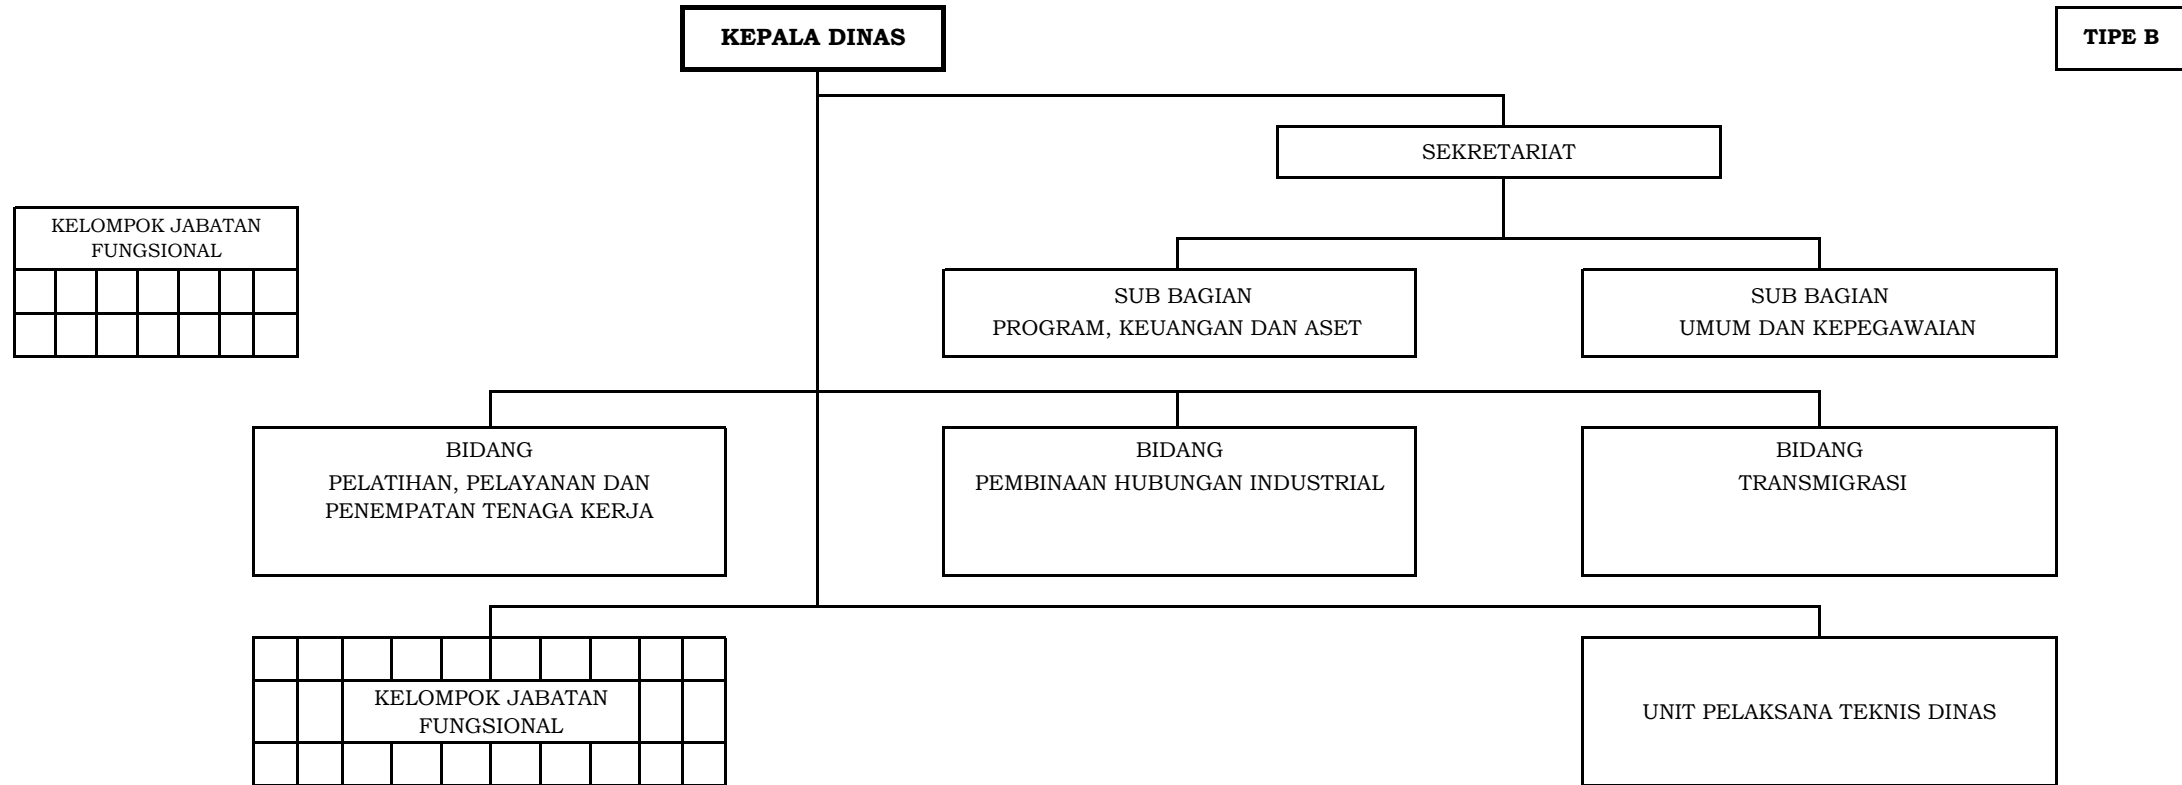 KEPALA DINAS
TIPE B
SEKRETARIAT
KELOMPOK JABATAN
FUNGSIONAL
SUB BAGIAN
PROGRAM, KEUANGAN DAN ASET
SUB BAGIAN
UMUM DAN KEPEGAWAIAN
BIDANG
PELATIHAN, PELAYANAN DAN
PENEMPATAN TENAGA KERJA
BIDANG
PEMBINAAN HUBUNGAN INDUSTRIAL
BIDANG
TRANSMIGRASI
KELOMPOK JABATAN
FUNGSIONAL
UNIT PELAKSANA TEKNIS DINAS